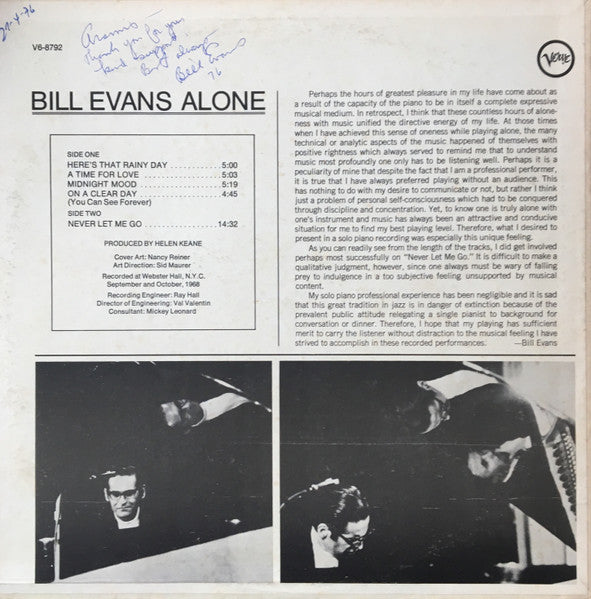 29-4-76
Aramis
Thank you for your
kind support.
Bill Evans
76
V6-8792
Verve
BILL EVANS ALONE
SIDE ONE
HERE'S THAT RAINY DAY . . . . . . . . . . 5:00
A TIME FOR LOVE . . . . . . . . . . . . . . . 5:03
MIDNIGHT MOOD . . . . . . . . . . . . . . . 5:19
ON A CLEAR DAY . . . . . . . . . . . . . . . 4:45
(You Can See Forever)
SIDE TWO
NEVER LET ME GO . . . . . . . . . . . . . . 14:32
PRODUCED BY HELEN KEANE
Cover Art: Nancy Reiner
Art Direction: Sid Maurer
Recorded at Webster Hall, N.Y.C.
September and October, 1968
Recording Engineer: Ray Hall
Director of Engineering: Val Valentin
Consultant: Mickey Leonard
Perhaps the hours of greatest pleasure in my life have come about as
a result of the capacity of the piano to be in itself a complete expressive
musical medium. In retrospect, I think that these countless hours of alone-
ness with music unified the directive energy of my life. At those times
when I have achieved this sense of oneness while playing alone, the many
technical or analytic aspects of the music happened of themselves with
positive rightness which always served to remind me that to understand
music most profoundly one only has to be listening well. Perhaps it is a
peculiarity of mine that despite the fact that I am a professional performer,
it is true that I have always preferred playing without an audience. This
has nothing to do with my desire to communicate or not, but rather I think
just a problem of personal self-consciousness which had to be conquered
through discipline and concentration. Yet, to know one is truly alone with
one's instrument and music has always been an attractive and conducive
situation for me to find my best playing level. Therefore, what I desired to
present in a solo piano recording was especially this unique feeling.
As you can readily see from the length of the tracks, I did get involved
perhaps most successfully on "Never Let Me Go." It is difficult to make a
qualitative judgment, however, since one always must be wary of falling
prey to indulgence in a too subjective feeling unsupported by musical
content.
My solo piano professional experience has been negligible and it is sad
that this great tradition in jazz is in danger of extinction because of the
prevalent public attitude relegating a single pianist to background for
conversation or dinner. Therefore, I hope that my playing has sufficient
merit to carry the listener without distraction to the musical feeling I have
strived to accomplish in these recorded performances. —Bill Evans